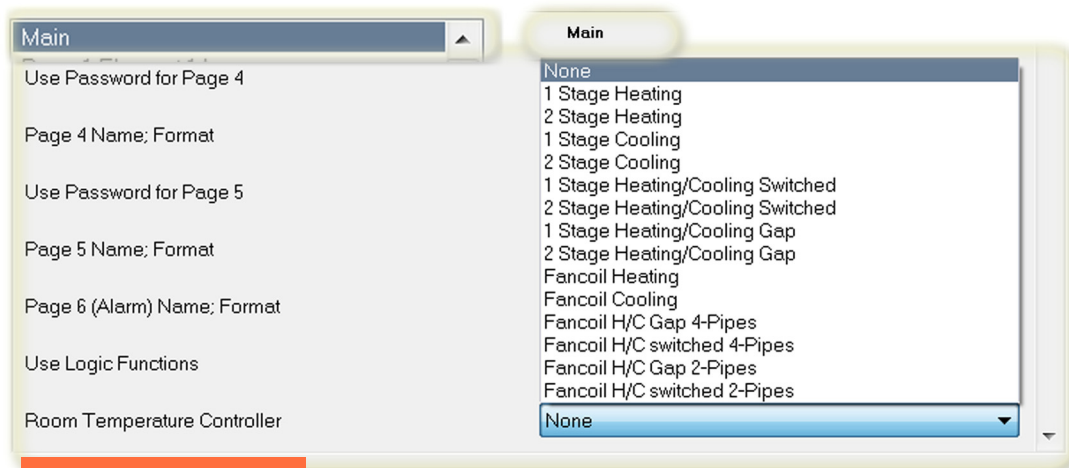 Main
Main
Use Password for Page 4
Page 4 Name; Format
Use Password for Page 5
Page 5 Name; Format
Page 6 (Alarm) Name; Format
Use Logic Functions
Room Temperature Controller
None
1 Stage Heating
2 Stage Heating
1 Stage Cooling
2 Stage Cooling
1 Stage Heating/Cooling Switched
2 Stage Heating/Cooling Switched
1 Stage Heating/Cooling Gap
2 Stage Heating/Cooling Gap
Fancoil Heating
Fancoil Cooling
Fancoil H/C Gap 4-Pipes
Fancoil H/C switched 4-Pipes
Fancoil H/C Gap 2-Pipes
Fancoil H/C switched 2-Pipes
None